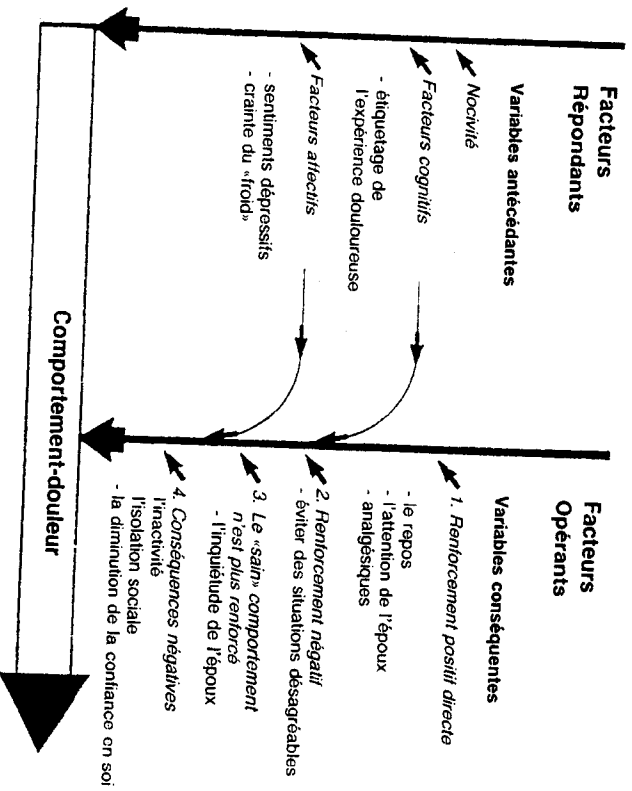 Facteurs
Répondants
Variables antécédantes
Nocivité
Facteurs cognitifs
- étiquetage de
l'expérience douloureuse
Facteurs affectifs
- sentiments dépressifs
- crainte du «froid»
Facteurs
Opérants
Variables conséquentes
1. Renforcement positif directe
- le repos
- l'attention de l'époux
- analgésiques
2. Renforcement négatif
- éviter des situations désagréables
3. Le «sain» comportement
n'est plus renforcé
- l'inquiétude de l'époux
4. Conséquences négatives
l'inactivité
l'isolation sociale
- la diminution de la confiance en soi
Comportement-douleur